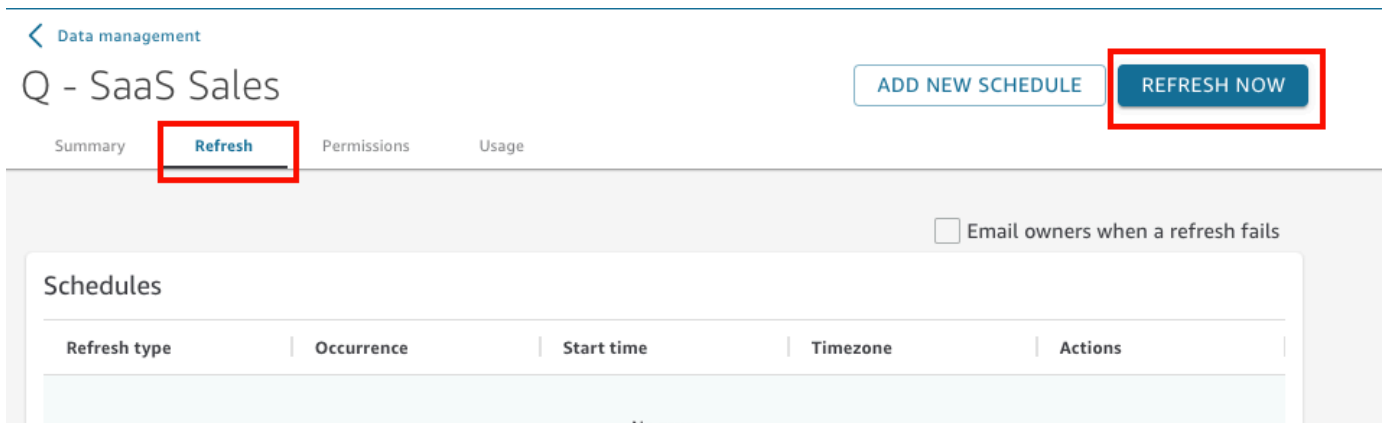 Data management
Q - SaaS Sales
ADD NEW SCHEDULE
REFRESH NOW
Summary Refresh Permissions Usage
Email owners when a refresh fails
Schedules
Refresh type Occurrence Start time Timezone Actions